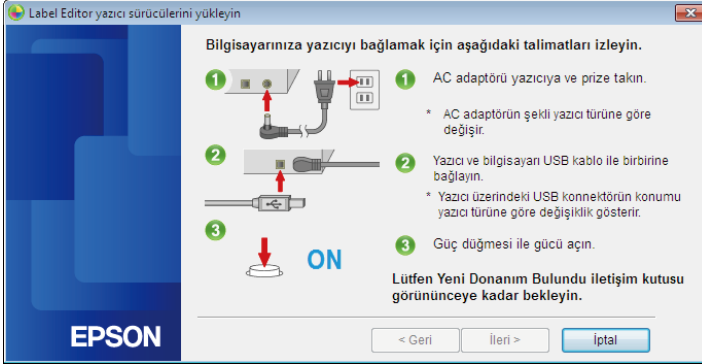 Label Editor yazıcı sürücülerini yükleyin
Bilgisayarınıza yazıcıyı bağlamak için aşağıdaki talimatları izleyin.
1
1 AC adaptörü yazıcıya ve prize takın.
* AC adaptörün şekli yazıcı türüne göre
değişir.
2
2 Yazıcı ve bilgisayarı USB kablo ile birbirine
bağlayın.
* Yazıcı üzerindeki USB konnektörün konumu
yazıcı türüne göre değişiklik gösterir.
3
ON
3 Güç düğmesi ile gücü açın.
Lütfen Yeni Donanım Bulundu iletişim kutusu
görününceye kadar bekleyin.
EPSON
< Geri
İleri >
İptal